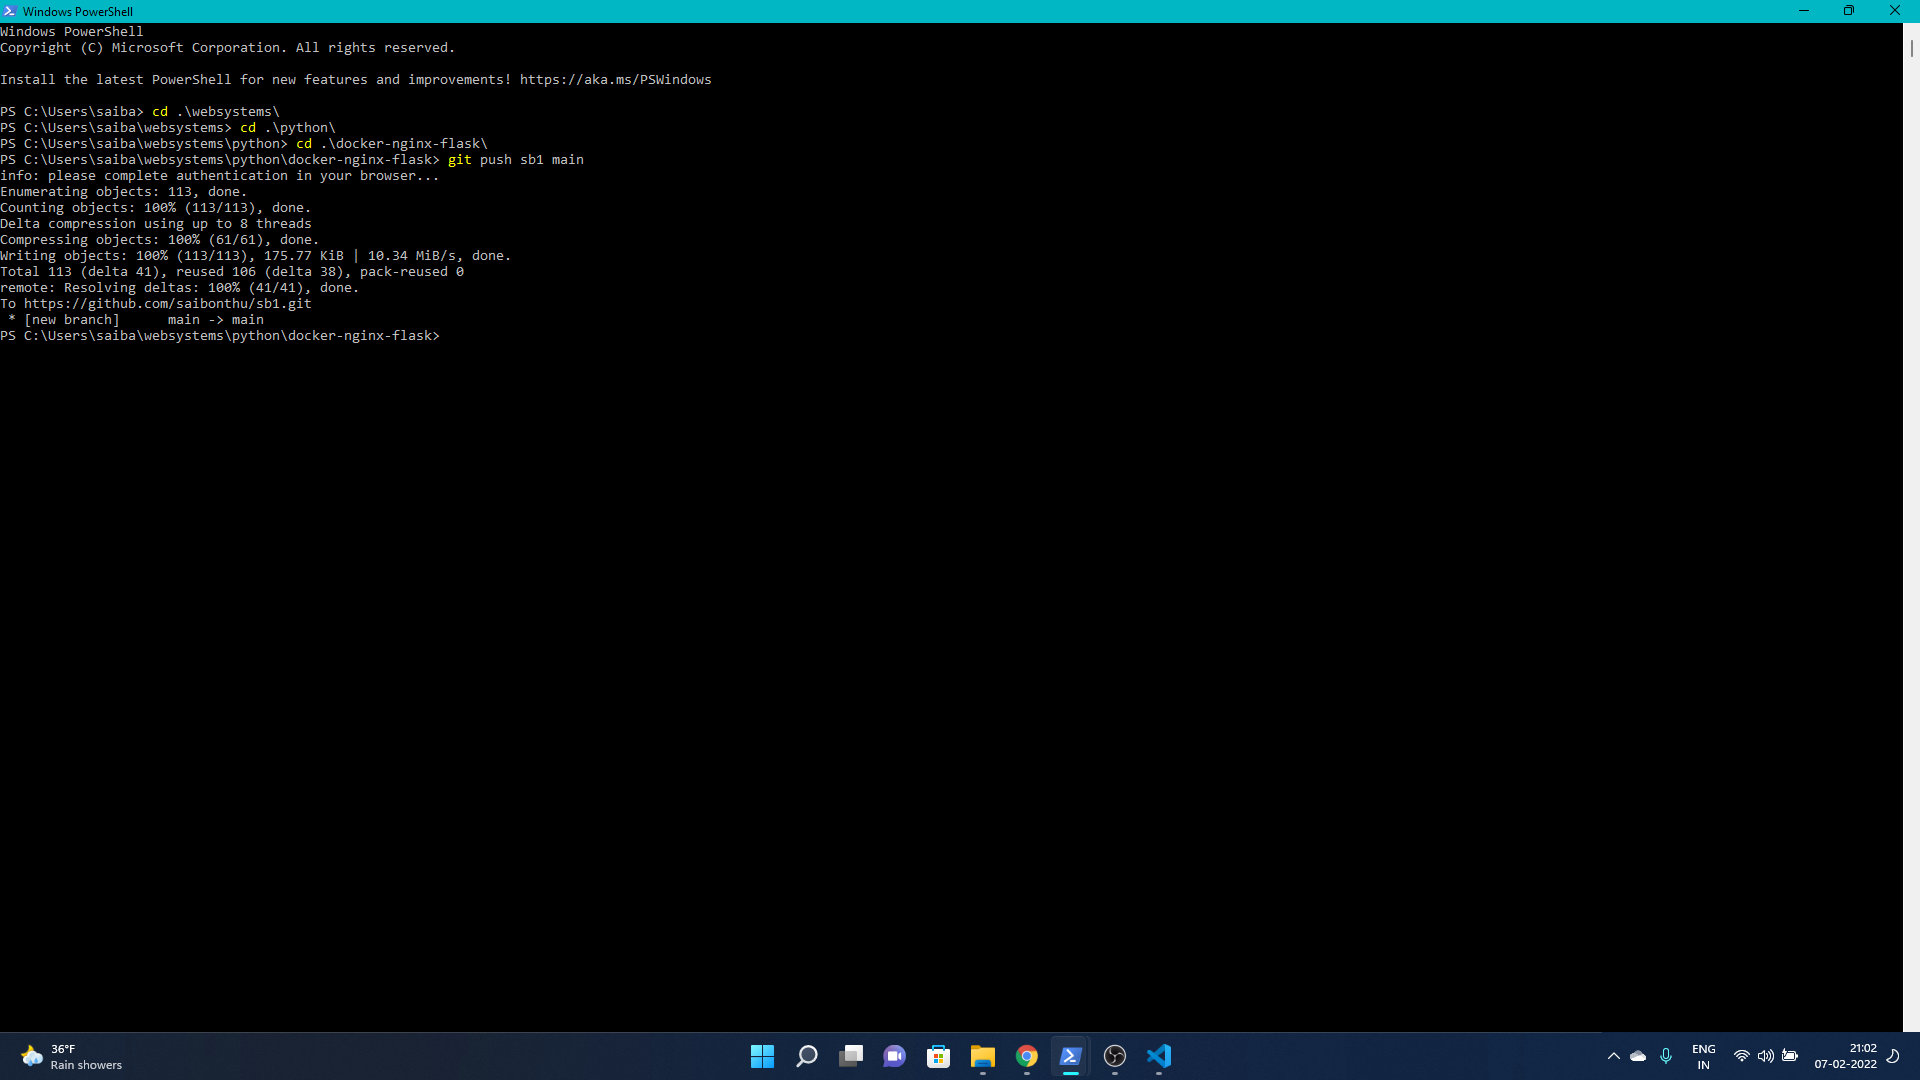 Windows PowerShell
Windows PowerShell
Copyright (C) Microsoft Corporation. All rights reserved.
Install the latest PowerShell for new features and improvements! https://aka.ms/PSWindows
PS C:\Users\saiba> cd .\websystems\
PS C:\Users\saiba\websystems> cd .\python\
PS C:\Users\saiba\websystems\python> cd .\docker-nginx-flask\
PS C:\Users\saiba\websystems\python\docker-nginx-flask> git push sb1 main
info: please complete authentication in your browser...
Enumerating objects: 113, done.
Counting objects: 100% (113/113), done.
Delta compression using up to 8 threads
Compressing objects: 100% (61/61), done.
Writing objects: 100% (113/113), 175.77 KiB | 10.34 MiB/s, done.
Total 113 (delta 41), reused 106 (delta 38), pack-reused 0
remote: Resolving deltas: 100% (41/41), done.
To https://github.com/saibonthu/sb1.git
 * [new branch]      main -> main
PS C:\Users\saiba\websystems\python\docker-nginx-flask>
36°F
Rain showers
ENG
IN
21:02
07-02-2022